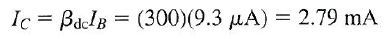 I_C = β_dc I_B = (300)(9.3 μA) = 2.79 mA